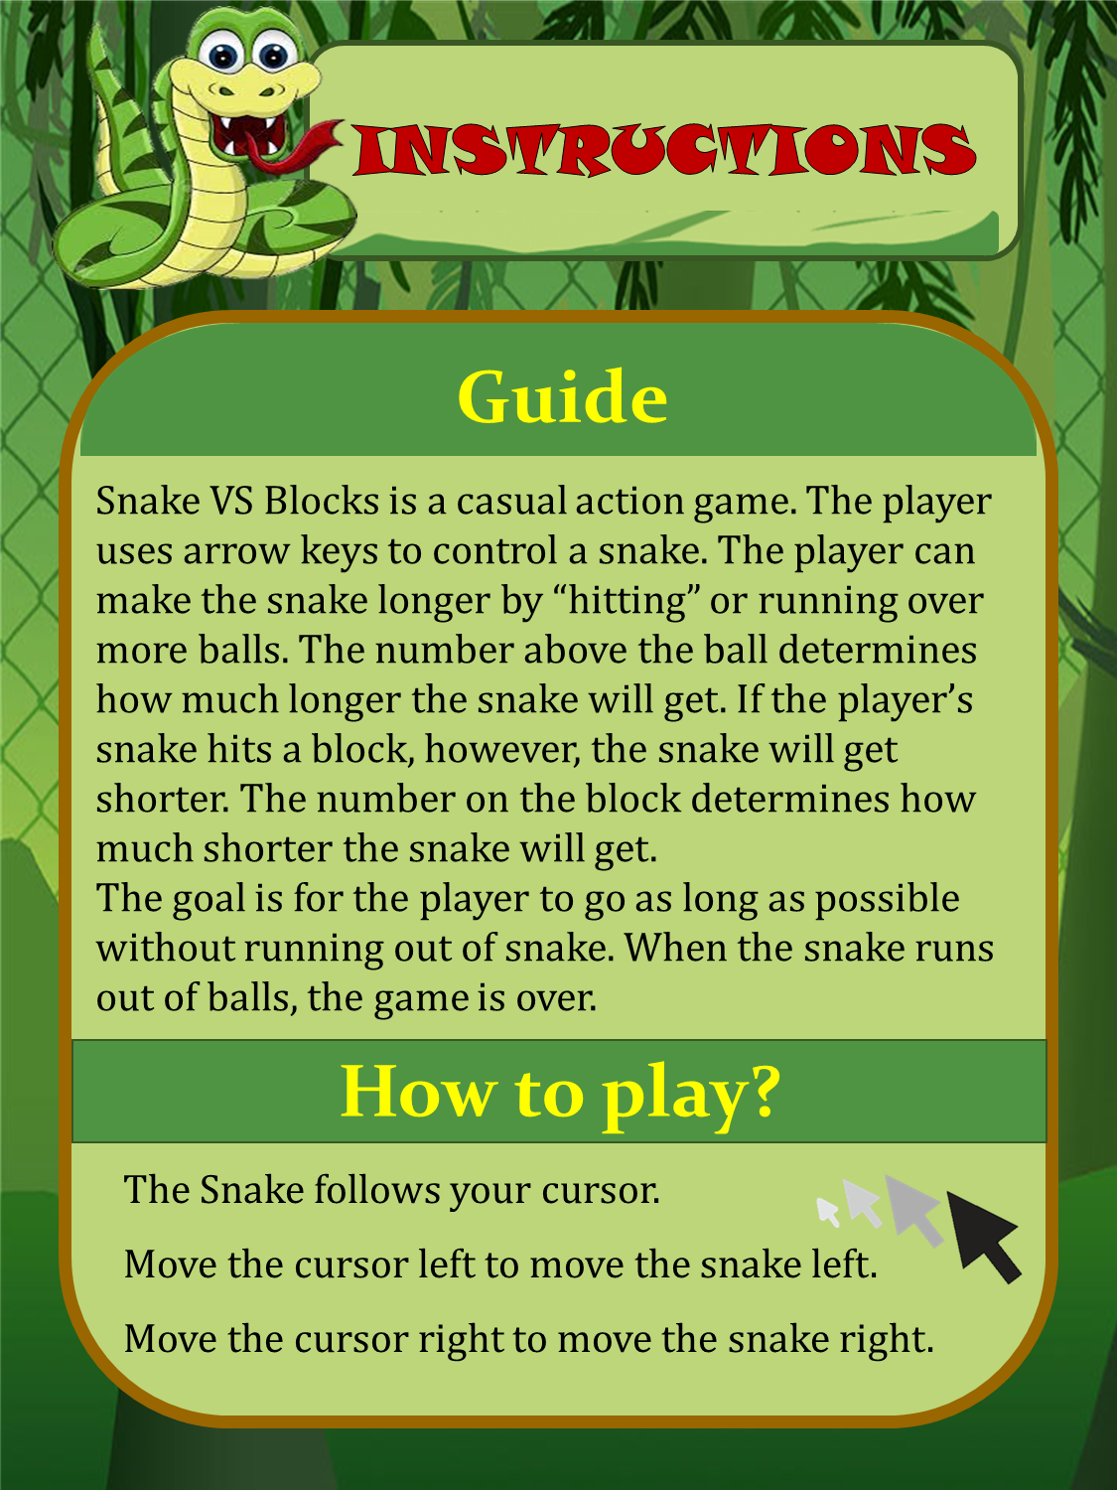 INSTRUCTIONS
Guide
Snake VS Blocks is a casual action game. The player
uses arrow keys to control a snake. The player can
make the snake longer by “hitting” or running over
more balls. The number above the ball determines
how much longer the snake will get. If the player’s
snake hits a block, however, the snake will get
shorter. The number on the block determines how
much shorter the snake will get.
The goal is for the player to go as long as possible
without running out of snake. When the snake runs
out of balls, the game is over.
How to play?
The Snake follows your cursor.
Move the cursor left to move the snake left.
Move the cursor right to move the snake right.